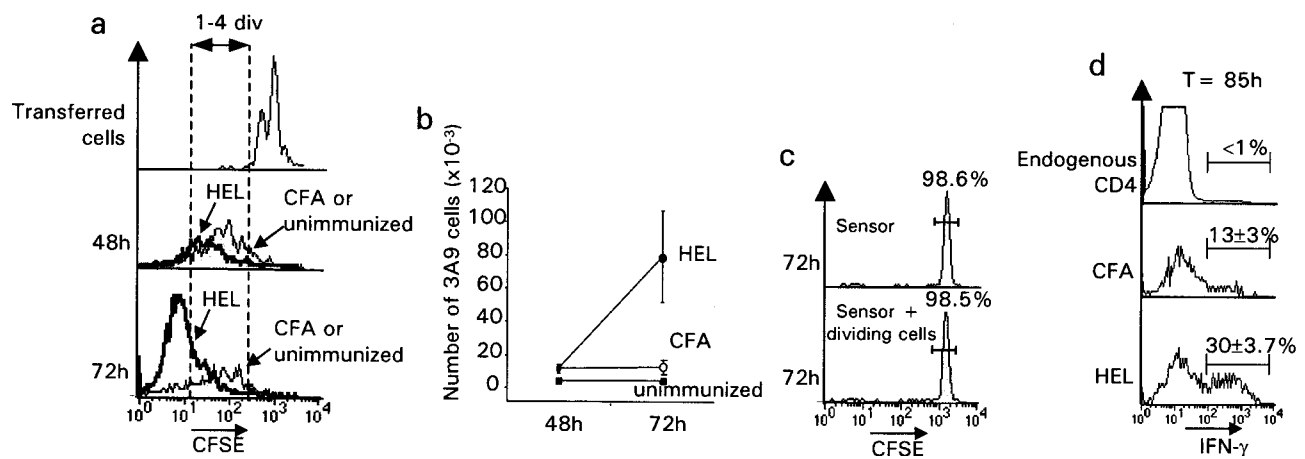 a
1-4 div
Transferred
cells
HEL
CFA or
unimmunized
48h
HEL
CFA or
unimmunized
72h
10⁰ 10¹ 10² 10³ 10⁴
CFSE
b
Number of 3A9 cells (x10⁻³)
120
100
80
60
40
20
0
HEL
CFA
unimmunized
48h 72h
c
98.6%
Sensor
72h
98.5%
Sensor +
dividing cells
72h
10⁰ 10¹ 10² 10³ 10⁴
CFSE
d
T = 85h
Endogenous
CD4
<1%
CFA
13±3%
HEL
30±3.7%
10⁰ 10¹ 10² 10³ 10⁴
IFN-γ